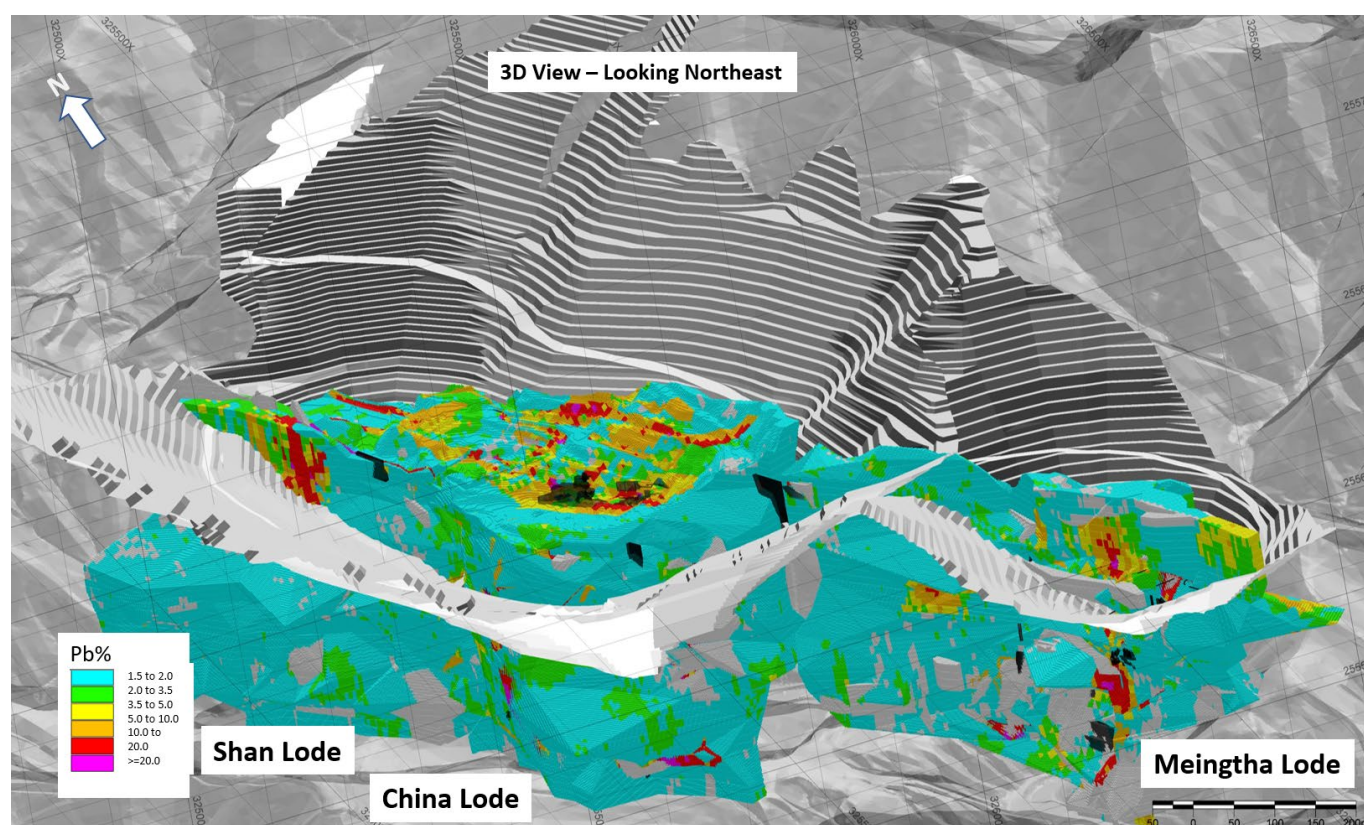 325000X
325500X
325500X
326000X
326500X
326500X
3D View – Looking Northeast
N
Pb%
1.5 to 2.0
2.0 to 3.5
3.5 to 5.0
5.0 to 10.0
10.0 to
20.0
>=20.0
Shan Lode
China Lode
Meingtha Lode
50 0 50 100 150 200